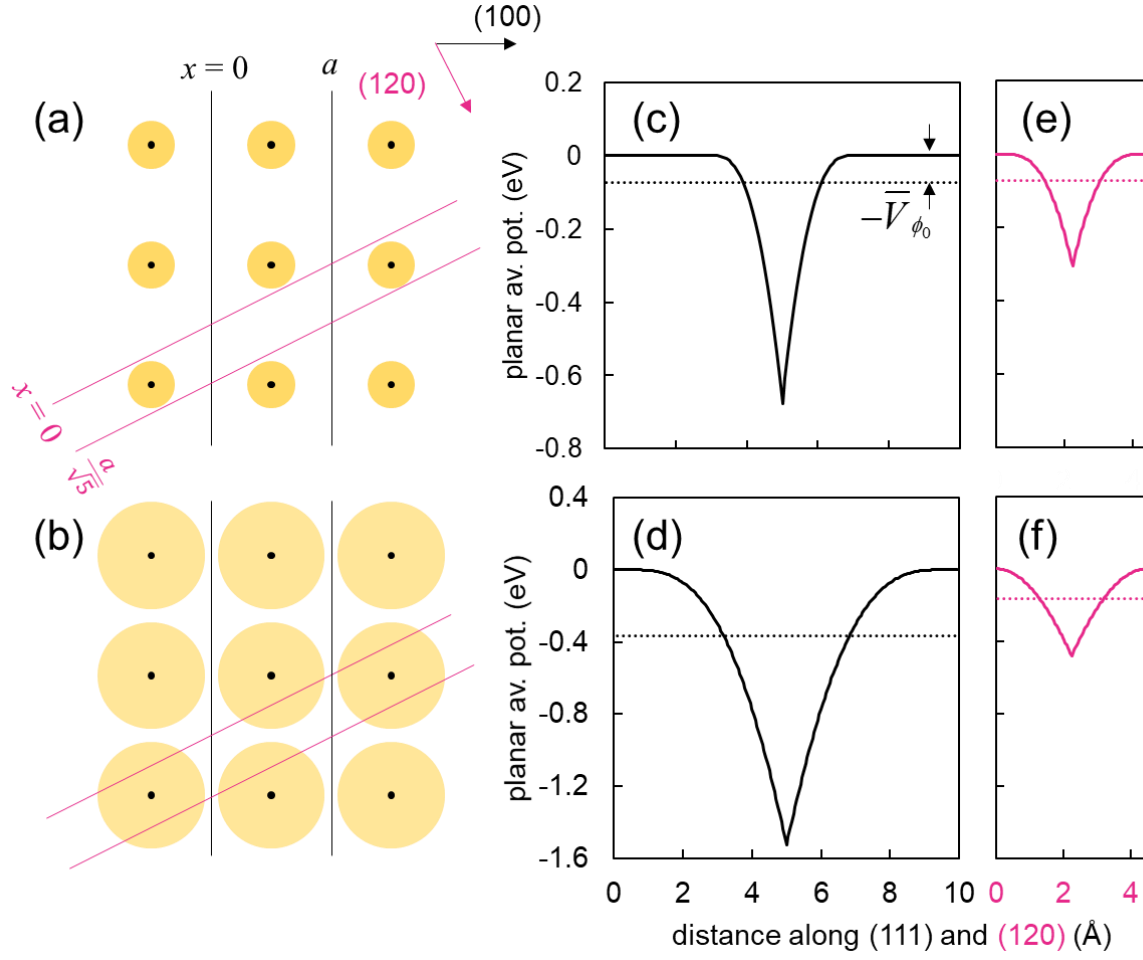 (100)
x = 0
a
(120)
(a)
x = 0
a
√5
(b)
planar av. pot. (eV)
0.2
0
-0.2
-0.4
-0.6
-0.8
(c)
−V̅ϕ₀
(e)
planar av. pot. (eV)
0.4
0
-0.4
-0.8
-1.2
-1.6
(d)
(f)
0 2 4 6 8 10
0 2 4
distance along (111) and (120) (Å)